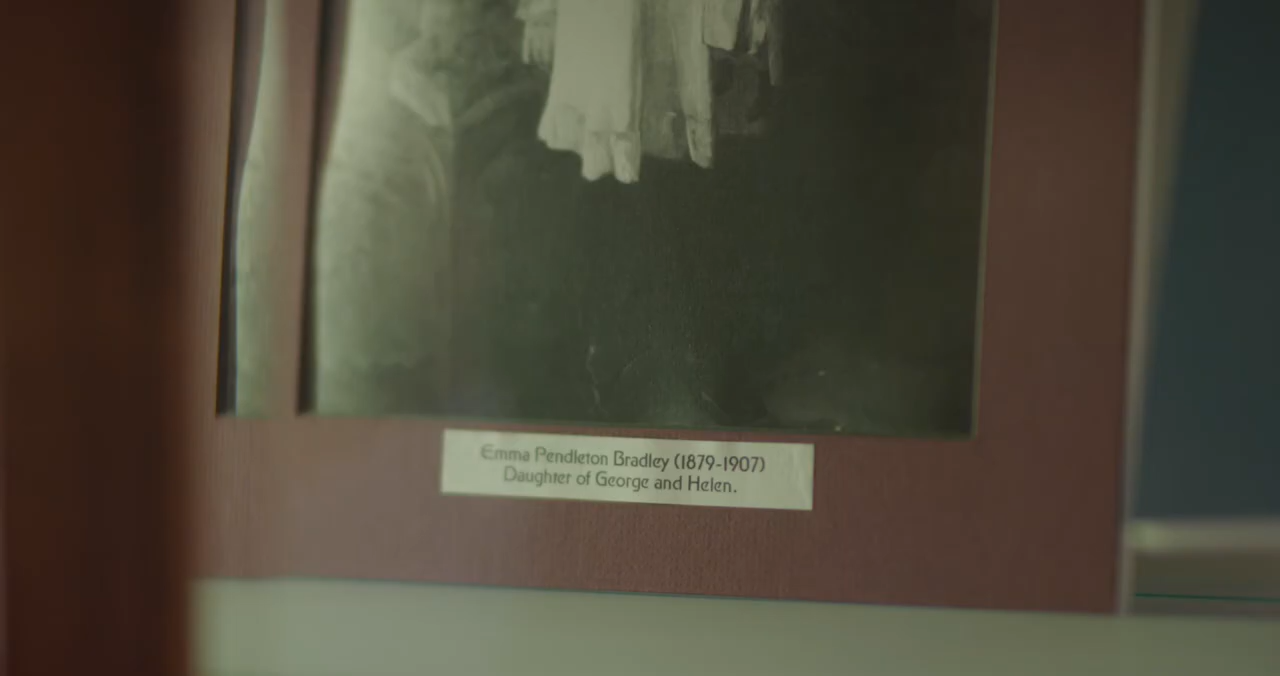 Emma Pendleton Bradley (1879-1907)
Daughter of George and Helen.